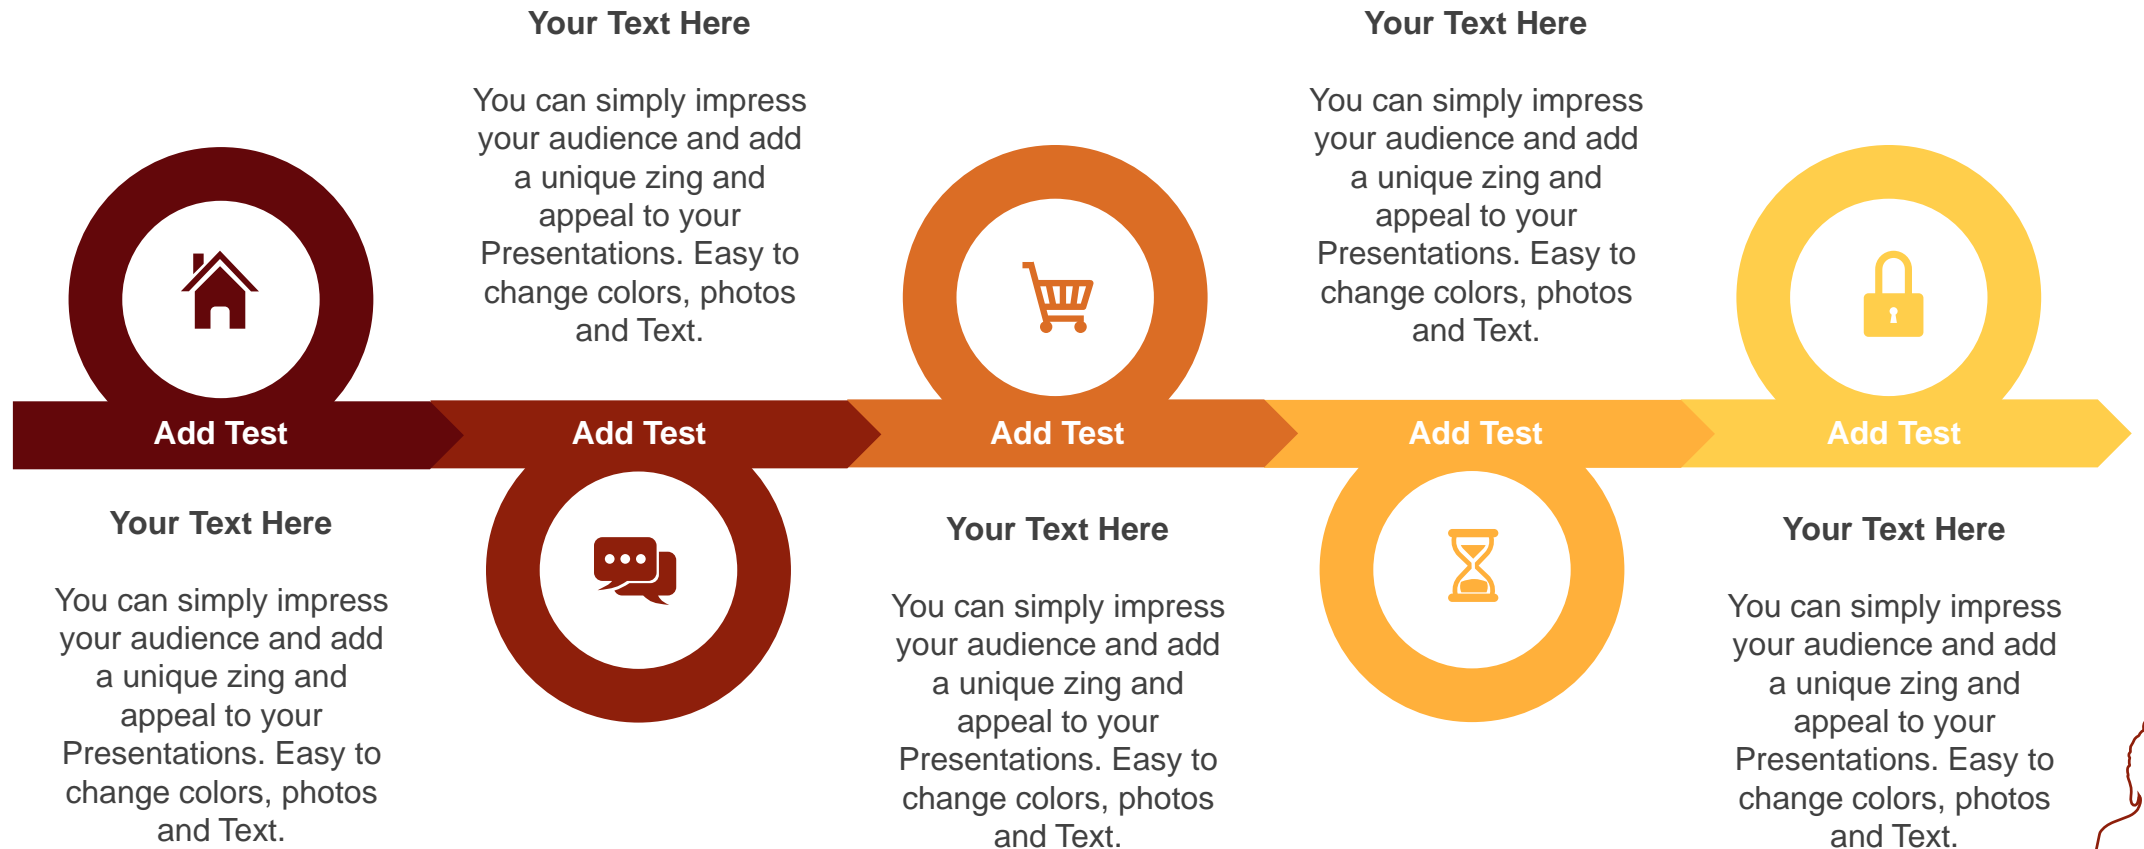 Your Text Here
You can simply impress
your audience and add
a unique zing and
appeal to your
Presentations. Easy to
change colors, photos
and Text.
Your Text Here
You can simply impress
your audience and add
a unique zing and
appeal to your
Presentations. Easy to
change colors, photos
and Text.
Add Test
Add Test
Add Test
Add Test
Add Test
Your Text Here
You can simply impress
your audience and add
a unique zing and
appeal to your
Presentations. Easy to
change colors, photos
and Text.
Your Text Here
You can simply impress
your audience and add
a unique zing and
appeal to your
Presentations. Easy to
change colors, photos
and Text.
Your Text Here
You can simply impress
your audience and add
a unique zing and
appeal to your
Presentations. Easy to
change colors, photos
and Text.